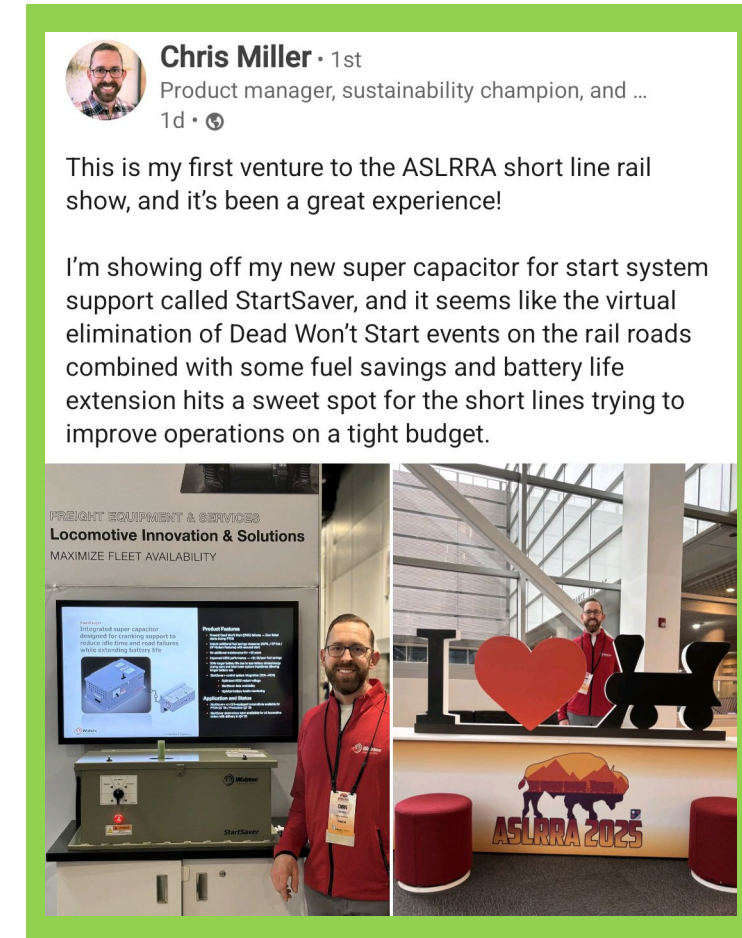 Chris Miller • 1st
Product manager, sustainability champion, and ...
1d •
This is my first venture to the ASLRRA short line rail
show, and it’s been a great experience!
I’m showing off my new super capacitor for start system
support called StartSaver, and it seems like the virtual
elimination of Dead Won’t Start events on the rail roads
combined with some fuel savings and battery life
extension hits a sweet spot for the short lines trying to
improve operations on a tight budget.
FREIGHT EQUIPMENT & SERVICES
Locomotive Innovation & Solutions
MAXIMIZE FLEET AVAILABILITY
Integrated super capacitor
designed for cranking support to
reduce idle time and road failures
while extending battery life
Product Features
Application and Status
Wabtec
Wabtec
StartSaver
Wabtec
CHRIS
I
ASLRRA 2025